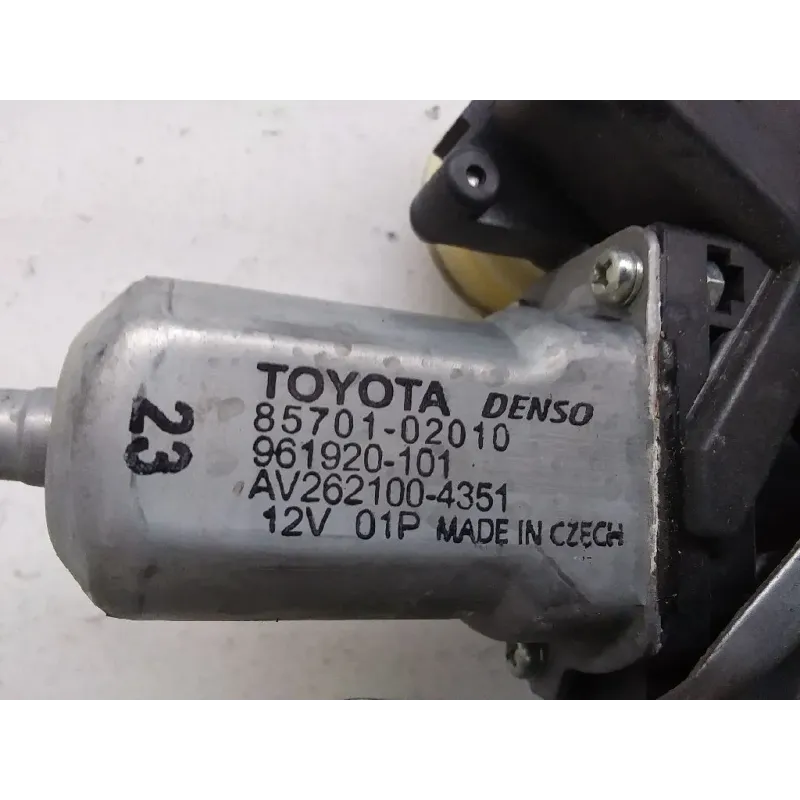 TOYOTA DENSO
85701-02010
961920-101
AV262100-4351
12V 01P MADE IN CZECH
23